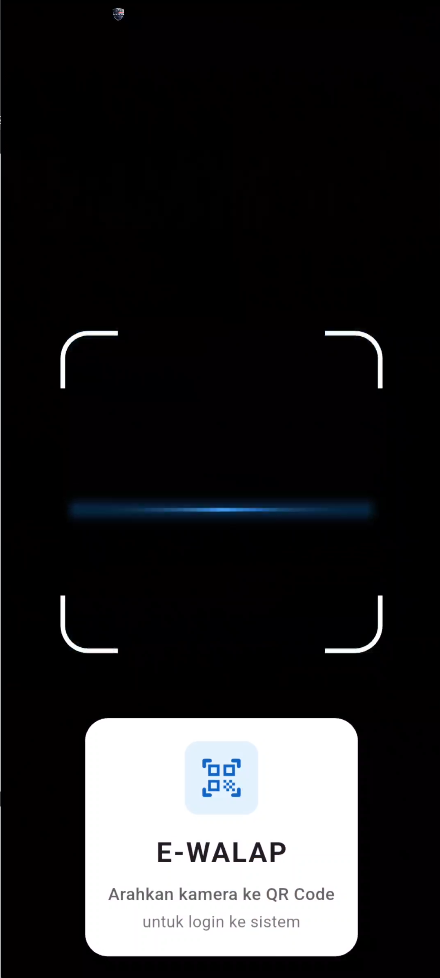 E-WALAP
Arahkan kamera ke QR Code
untuk login ke sistem